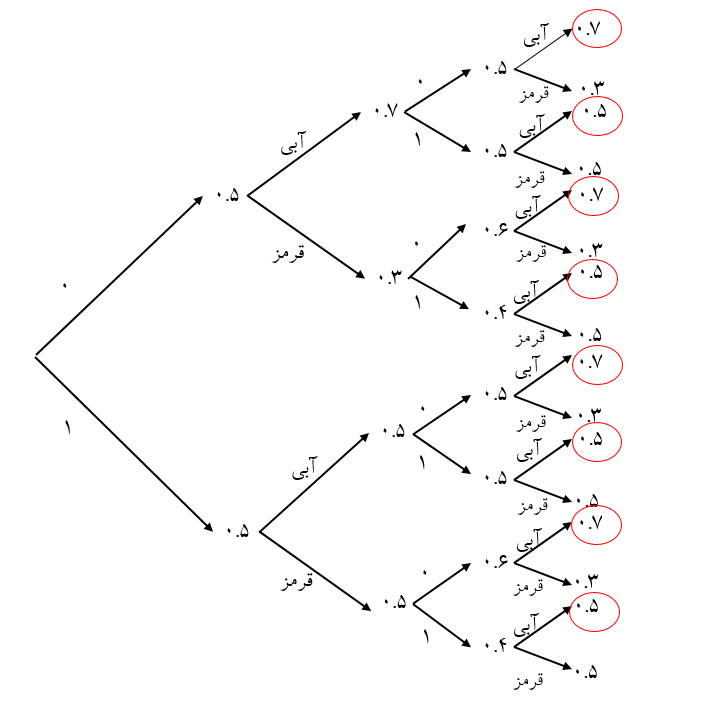 آبی
۰.۷
۰
۰.۵
قرمز
۰.۳
۰.۷
آبی
۰.۵
آبی
۱
۰.۵
قرمز
۰.۵
۰.۵
آبی
۰.۷
قرمز
۰
۰.۶
قرمز
۰.۳
۰.۳
آبی
۰.۵
۰
۱
۰.۴
قرمز
۰.۵
آبی
۰.۷
۰
۰.۵
قرمز
۰.۳
۱
۰.۵
آبی
۰.۵
آبی
۱
۰.۵
قرمز
۰.۵
۰.۵
آبی
۰.۷
قرمز
۰
۰.۶
قرمز
۰.۳
۰.۵
آبی
۰.۵
۱
۰.۴
قرمز
۰.۵